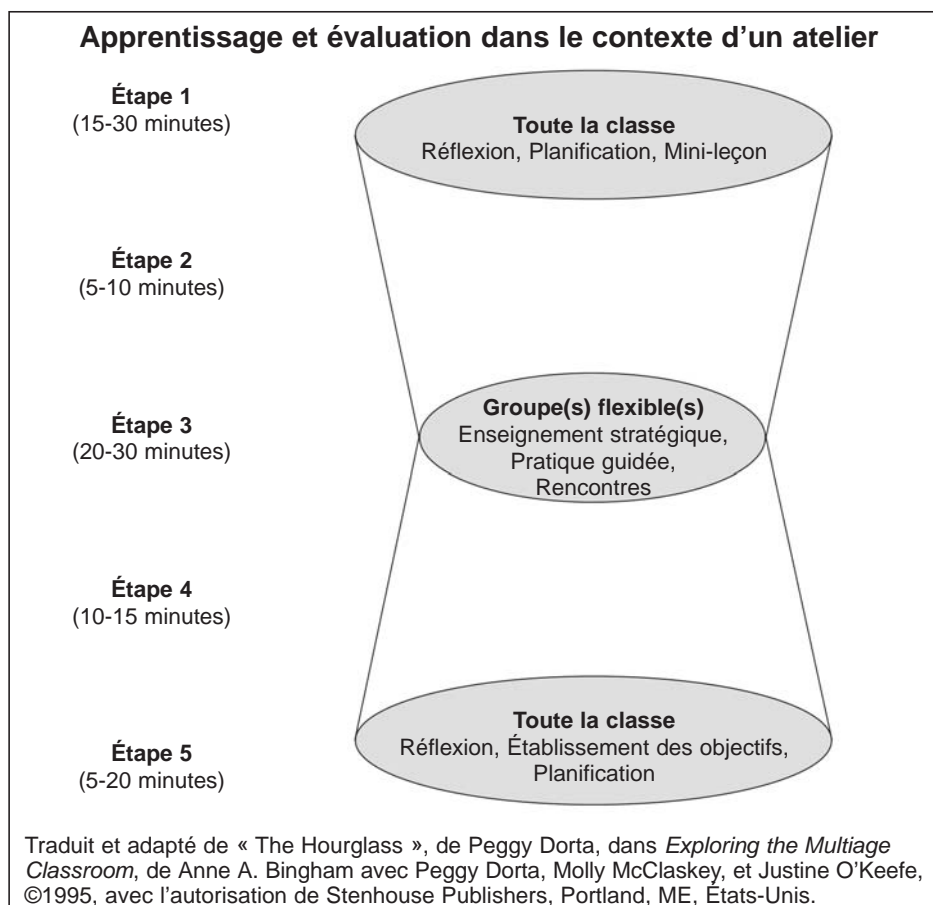 Apprentissage et évaluation dans le contexte d'un atelier
Étape 1
(15-30 minutes)
Toute la classe
Réflexion, Planification, Mini-leçon
Étape 2
(5-10 minutes)
Étape 3
(20-30 minutes)
Groupe(s) flexible(s)
Enseignement stratégique,
Pratique guidée,
Rencontres
Étape 4
(10-15 minutes)
Étape 5
(5-20 minutes)
Toute la classe
Réflexion, Établissement des objectifs,
Planification
Traduit et adapté de « The Hourglass », de Peggy Dorta, dans Exploring the Multiage
Classroom, de Anne A. Bingham avec Peggy Dorta, Molly McClaskey, et Justine O'Keefe,
©1995, avec l'autorisation de Stenhouse Publishers, Portland, ME, États-Unis.